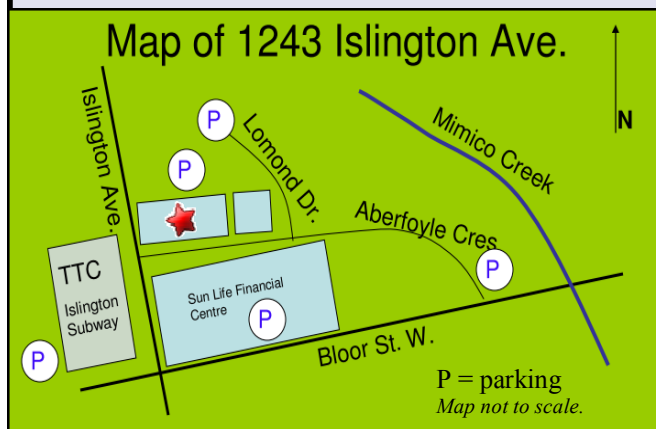 Map of 1243 Islington Ave.
N
Islington Ave.
P
Lomond Dr.
Mimico Creek
P
Aberfoyle Cres
TTC
Islington
Subway
Sun Life Financial
Centre
P
P
P
Bloor St. W.
P = parking
Map not to scale.